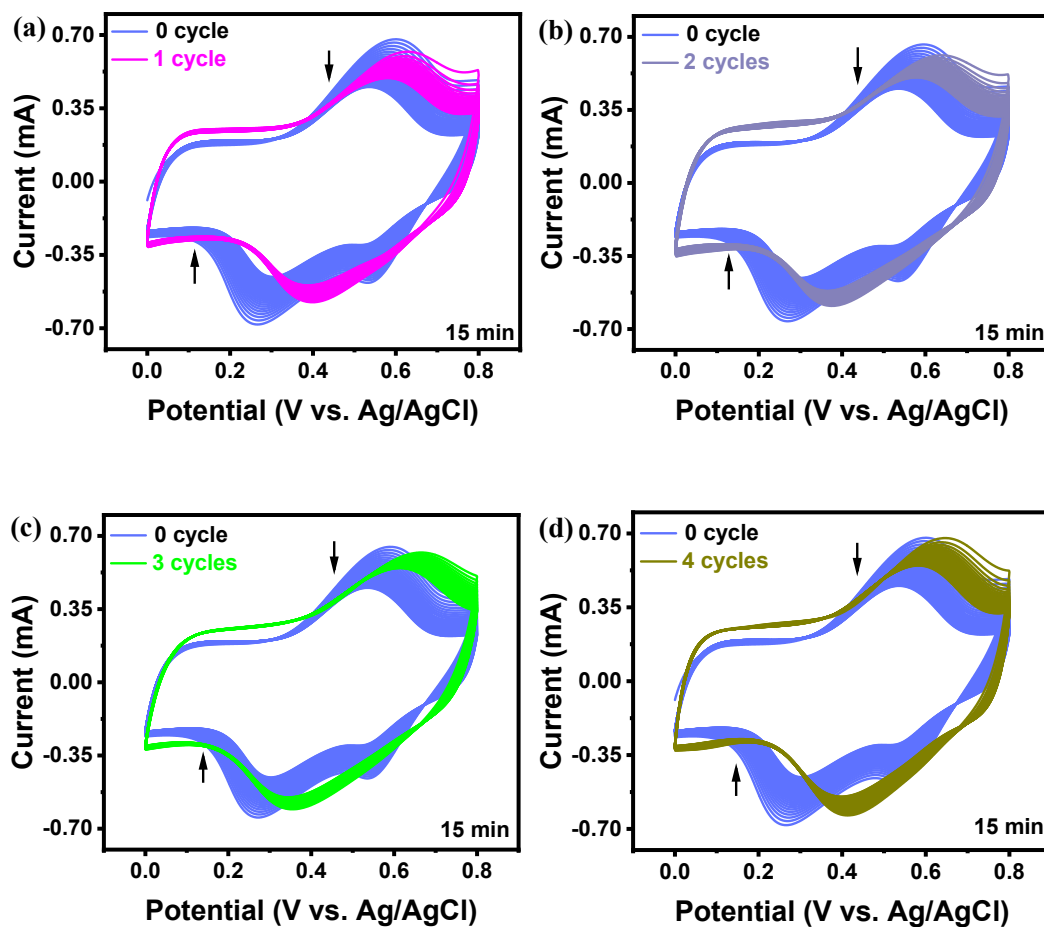 (a)
0 cycle
1 cycle
0.70
0.35
0.00
-0.35
-0.70
Current (mA)
15 min
0.0 0.2 0.4 0.6 0.8
Potential (V vs. Ag/AgCl)
(b)
0 cycle
2 cycles
0.70
0.35
0.00
-0.35
-0.70
Current (mA)
15 min
0.0 0.2 0.4 0.6 0.8
Potential (V vs. Ag/AgCl)
(c)
0 cycle
3 cycles
0.70
0.35
0.00
-0.35
-0.70
Current (mA)
15 min
0.0 0.2 0.4 0.6 0.8
Potential (V vs. Ag/AgCl)
(d)
0 cycle
4 cycles
0.70
0.35
0.00
-0.35
-0.70
Current (mA)
15 min
0.0 0.2 0.4 0.6 0.8
Potential (V vs. Ag/AgCl)